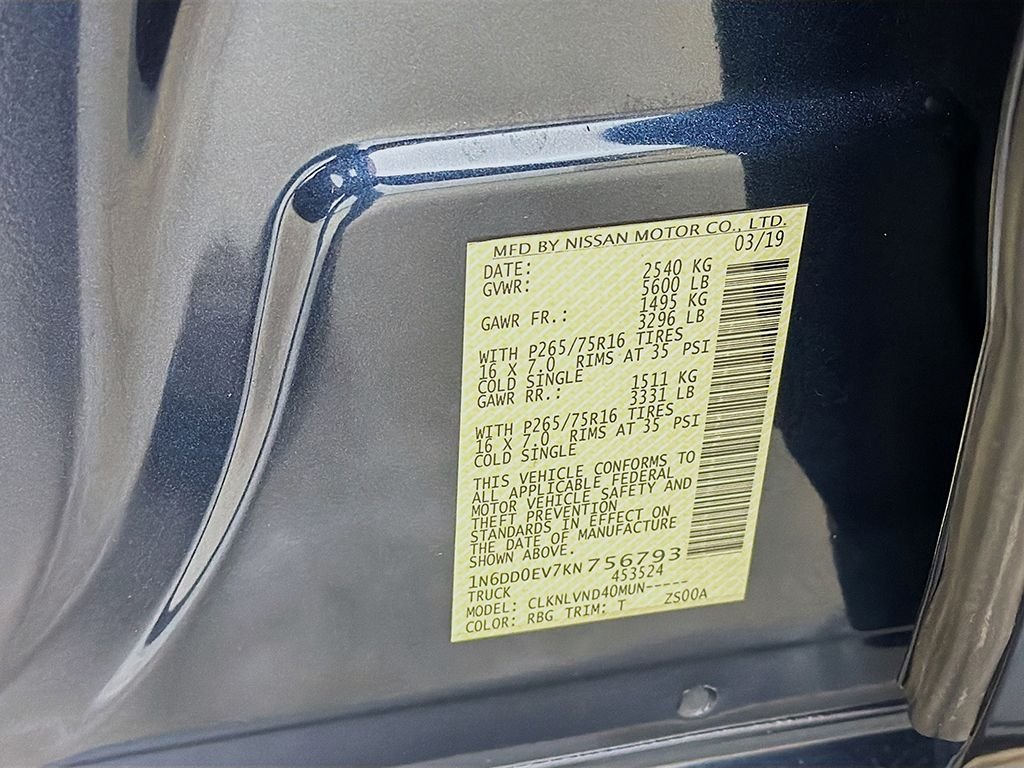 MFD BY NISSAN MOTOR CO., LTD.
DATE: 03/19
GVWR: 2540 KG
5600 LB
GAWR FR.: 1495 KG
3296 LB
WITH P265/75R16 TIRES
16 X 7.0 RIMS AT 35 PSI
COLD SINGLE
GAWR RR.: 1511 KG
3331 LB
WITH P265/75R16 TIRES
16 X 7.0 RIMS AT 35 PSI
COLD SINGLE
THIS VEHICLE CONFORMS TO
ALL APPLICABLE FEDERAL
MOTOR VEHICLE SAFETY AND
THEFT PREVENTION
STANDARDS IN EFFECT ON
THE DATE OF MANUFACTURE
SHOWN ABOVE.
1N6DD0EV7KN756793
TRUCK 453524
MODEL: CLKNLVND40MUN-----
COLOR: RBG TRIM: T ZS00A